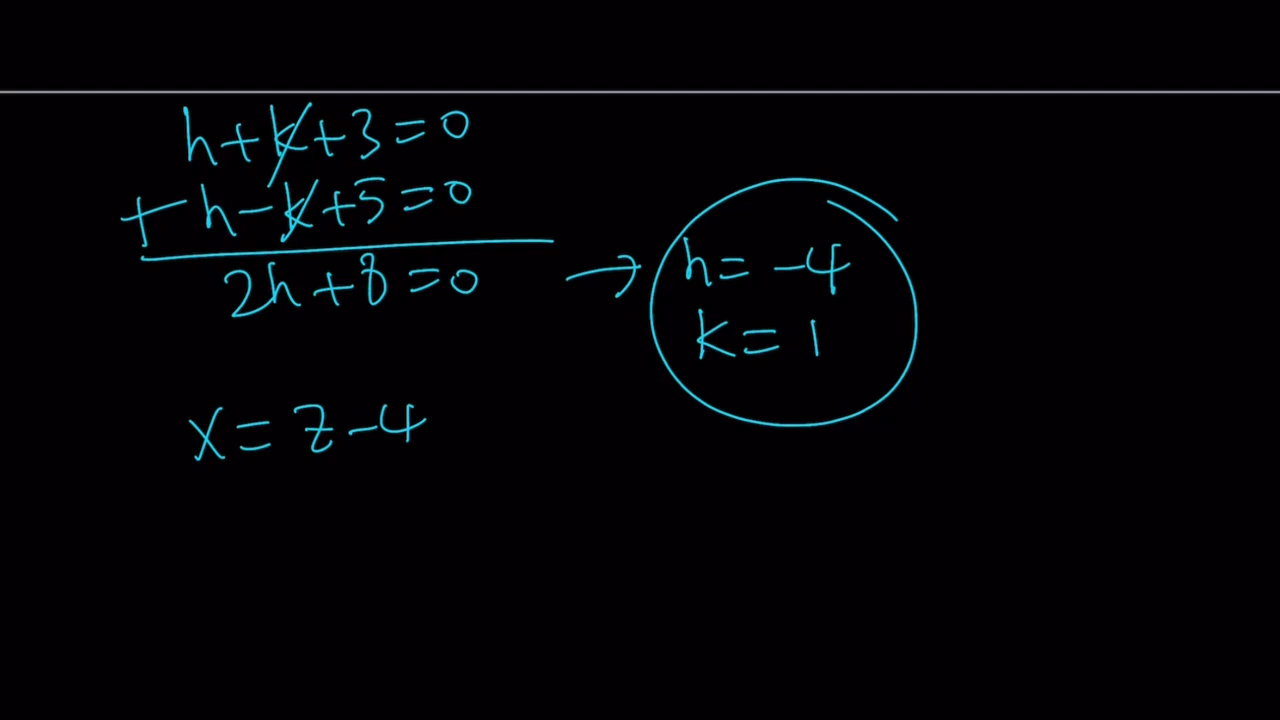 h+k+3=0
+ h-k+5=0
2h+8=0
→ h=-4
k=1
x=z-4